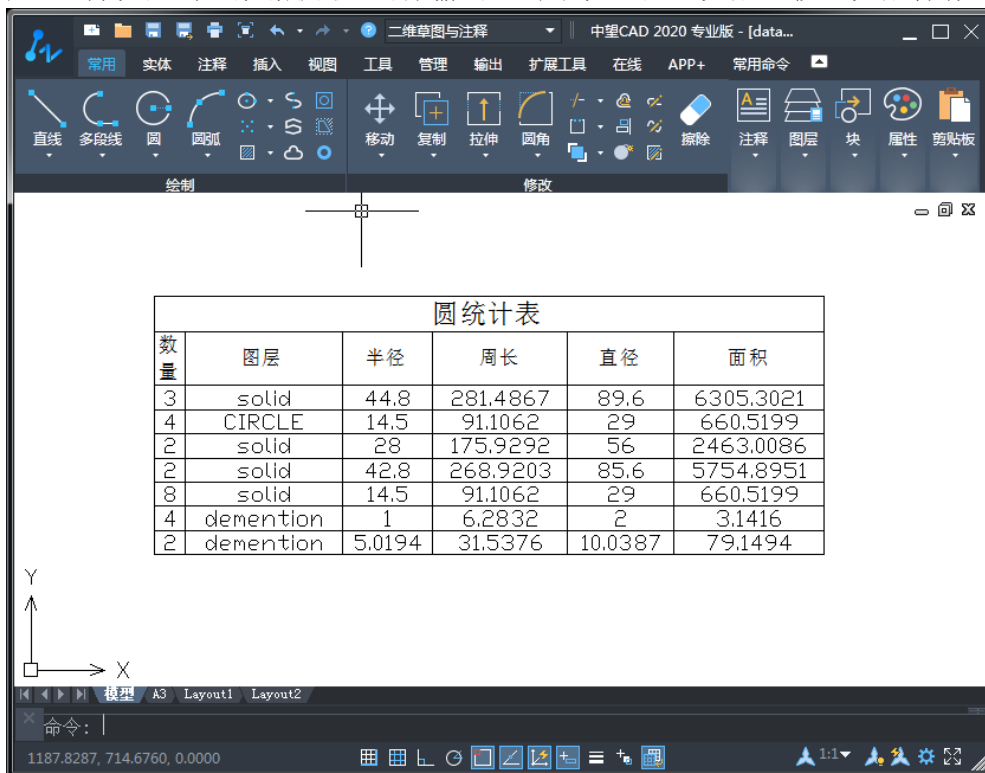 二维草图与注释 中望CAD 2020 专业版 - [data...
常用 实体 注释 插入 视图 工具 管理 输出 扩展工具 在线 APP+ 常用命令
直线 多段线 圆 圆弧 移动 复制 拉伸 圆角 擦除 注释 图层 块 属性 剪贴板
绘制 修改
圆统计表
数量 图层 半径 周长 直径 面积
3 solid 44.8 281.4867 89.6 6305.3021
4 CIRCLE 14.5 91.1062 29 660.5199
2 solid 28 175.9292 56 2463.0086
2 solid 42.8 268.9203 85.6 5754.8951
8 solid 14.5 91.1062 29 660.5199
4 demention 1 6.2832 2 3.1416
2 demention 5.0194 31.5376 10.0387 79.1494
Y
X
模型 A3 Layout1 Layout2
命令:
1187.8287, 714.6760, 0.0000 1:1